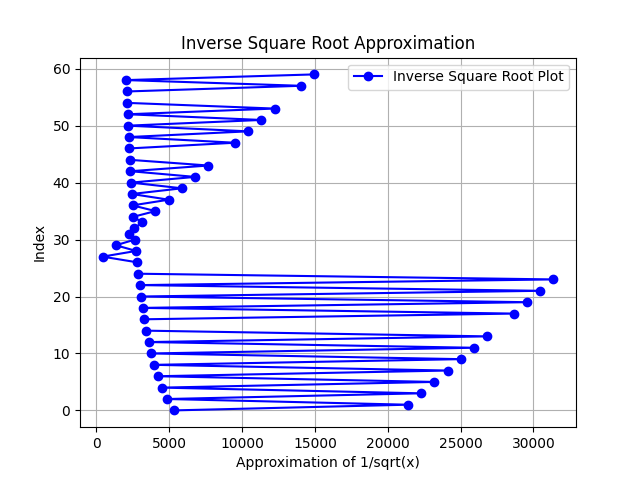 Inverse Square Root Approximation
60
Inverse Square Root Plot
50
40
30
20
10
0
Index
0 5000 10000 15000 20000 25000 30000
Approximation of 1/sqrt(x)